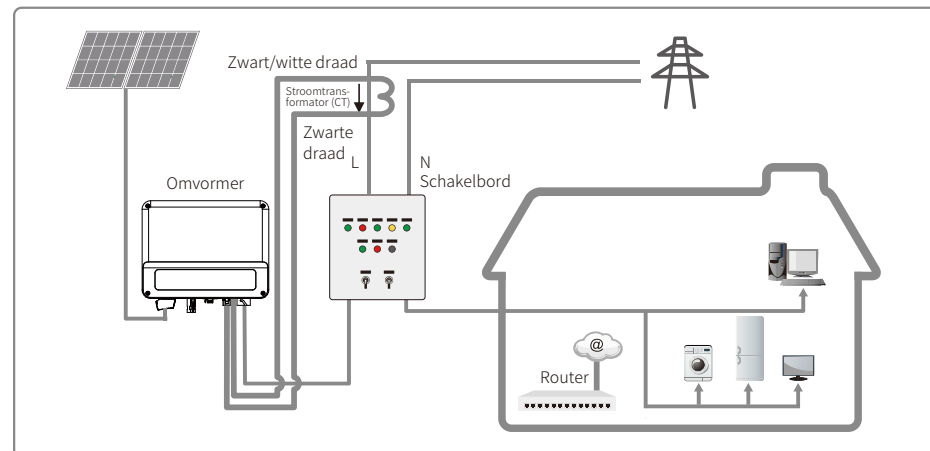 Zwart/witte draad
Stroomtrans-
formator (CT)
Zwarte
draad
L
N
Schakelbord
Omvormer
@
Router